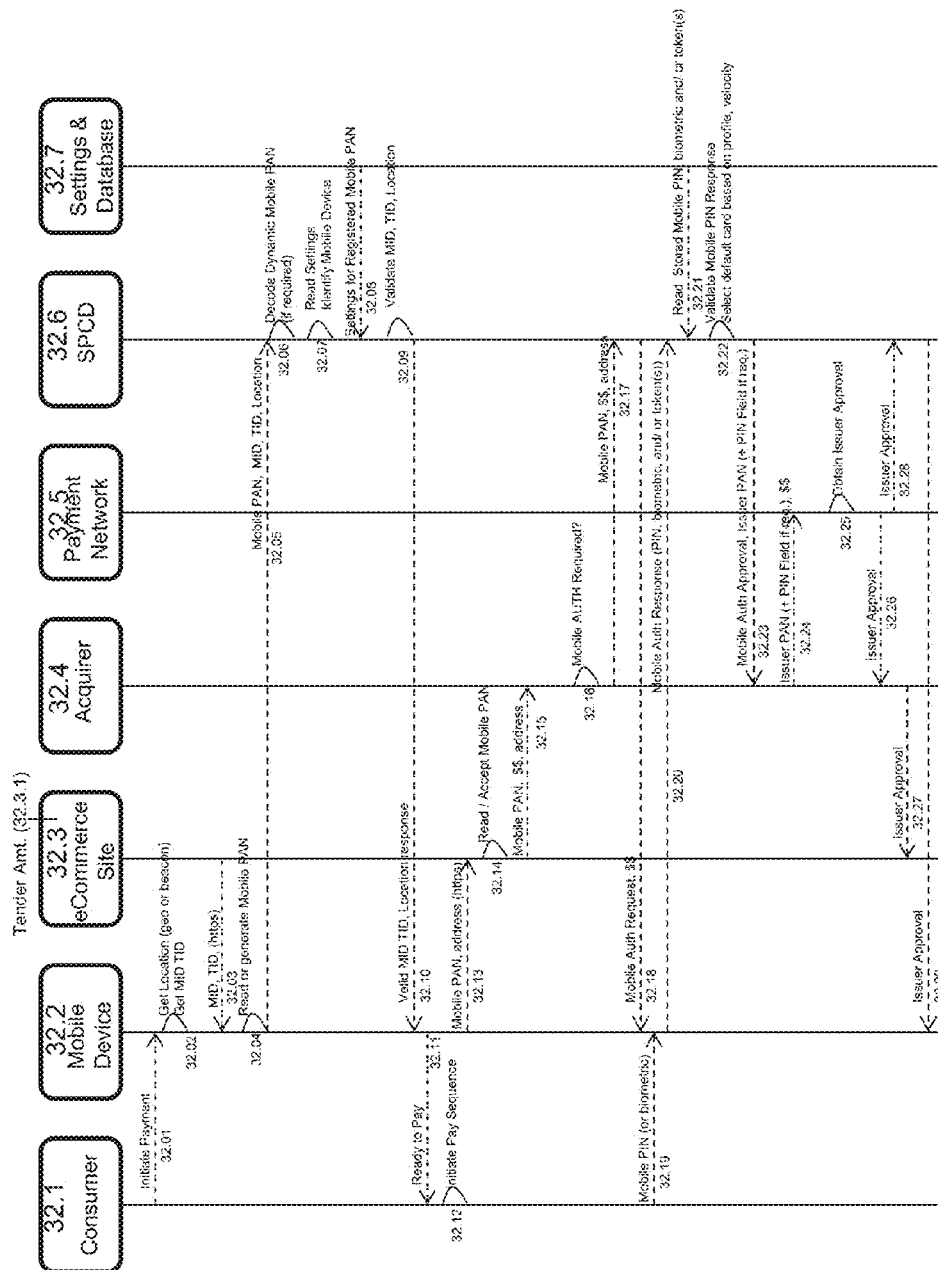 Tender Amt. (32.3.1)
32.1
Consumer
32.2
Mobile
Device
32.3
eCommerce
Site
32.4
Acquirer
32.5
Payment
Network
32.6
SPCD
32.7
Settings &
Database
Initiate Payment
32.01
Get Location (geo or beacon)
Get MID TID
32.02
MID, TID, (https)
32.03
Read or generate Mobile PAN
32.04
Mobile PAN, MID, TID, Location
32.05
Decode Dynamic Mobile PAN
(if required)
32.06
Read Settings
Identify Mobile Device
32.07
Settings for Registered Mobile PAN
32.08
Validate MID, TID, Location
32.09
Valid MID TID, Location response
32.10
Ready to Pay
32.11
Initiate Pay Sequence
32.12
Mobile PAN, address (https)
32.13
Read / Accept Mobile PAN
32.14
Mobile PAN, $$, address
32.15
Mobile AUTH Required?
32.16
Mobile PAN, $$, address
32.17
Mobile Auth Request, $$
32.18
Mobile PIN (or biometric)
32.19
Mobile Auth Response (PIN, biometric, and/ or token(s))
32.20
Read Stored Mobile PIN, biometric and/ or token(s)
32.21
Validate Mobile PIN Response
Select default card based on profile, velocity
32.22
Mobile Auth Approval, Issuer PAN (+ PIN Field if req.)
32.23
Issuer PAN (+ PIN Field if req.), $$
32.24
Obtain Issuer Approval
32.25
Issuer Approval
32.26
Issuer Approval
32.27
Issuer Approval
32.28
Issuer Approval